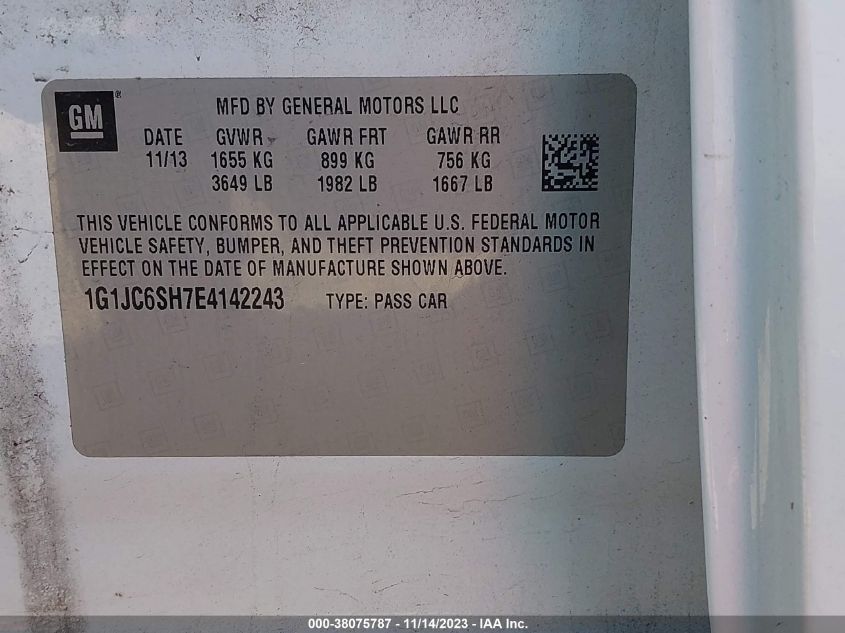 GM®
MFD BY GENERAL MOTORS LLC
DATE GVWR GAWR FRT GAWR RR
11/13 1655 KG 899 KG 756 KG
3649 LB 1982 LB 1667 LB
THIS VEHICLE CONFORMS TO ALL APPLICABLE U.S. FEDERAL MOTOR
VEHICLE SAFETY, BUMPER, AND THEFT PREVENTION STANDARDS IN
EFFECT ON THE DATE OF MANUFACTURE SHOWN ABOVE.
1G1JC6SH7E4142243 TYPE: PASS CAR
000-38075787 - 11/14/2023 - IAA Inc.